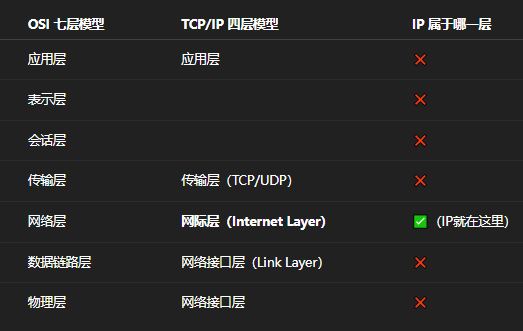 OSI 七层模型 TCP/IP 四层模型 IP 属于哪一层
应用层 应用层 ❌
表示层 ❌
会话层 ❌
传输层 传输层（TCP/UDP） ❌
网络层 网际层（Internet Layer） ✅（IP就在这里）
数据链路层 网络接口层（Link Layer） ❌
物理层 网络接口层 ❌